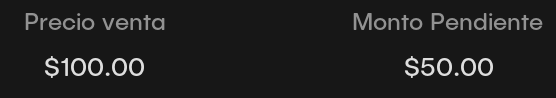 Precio venta Monto Pendiente
$100.00 $50.00